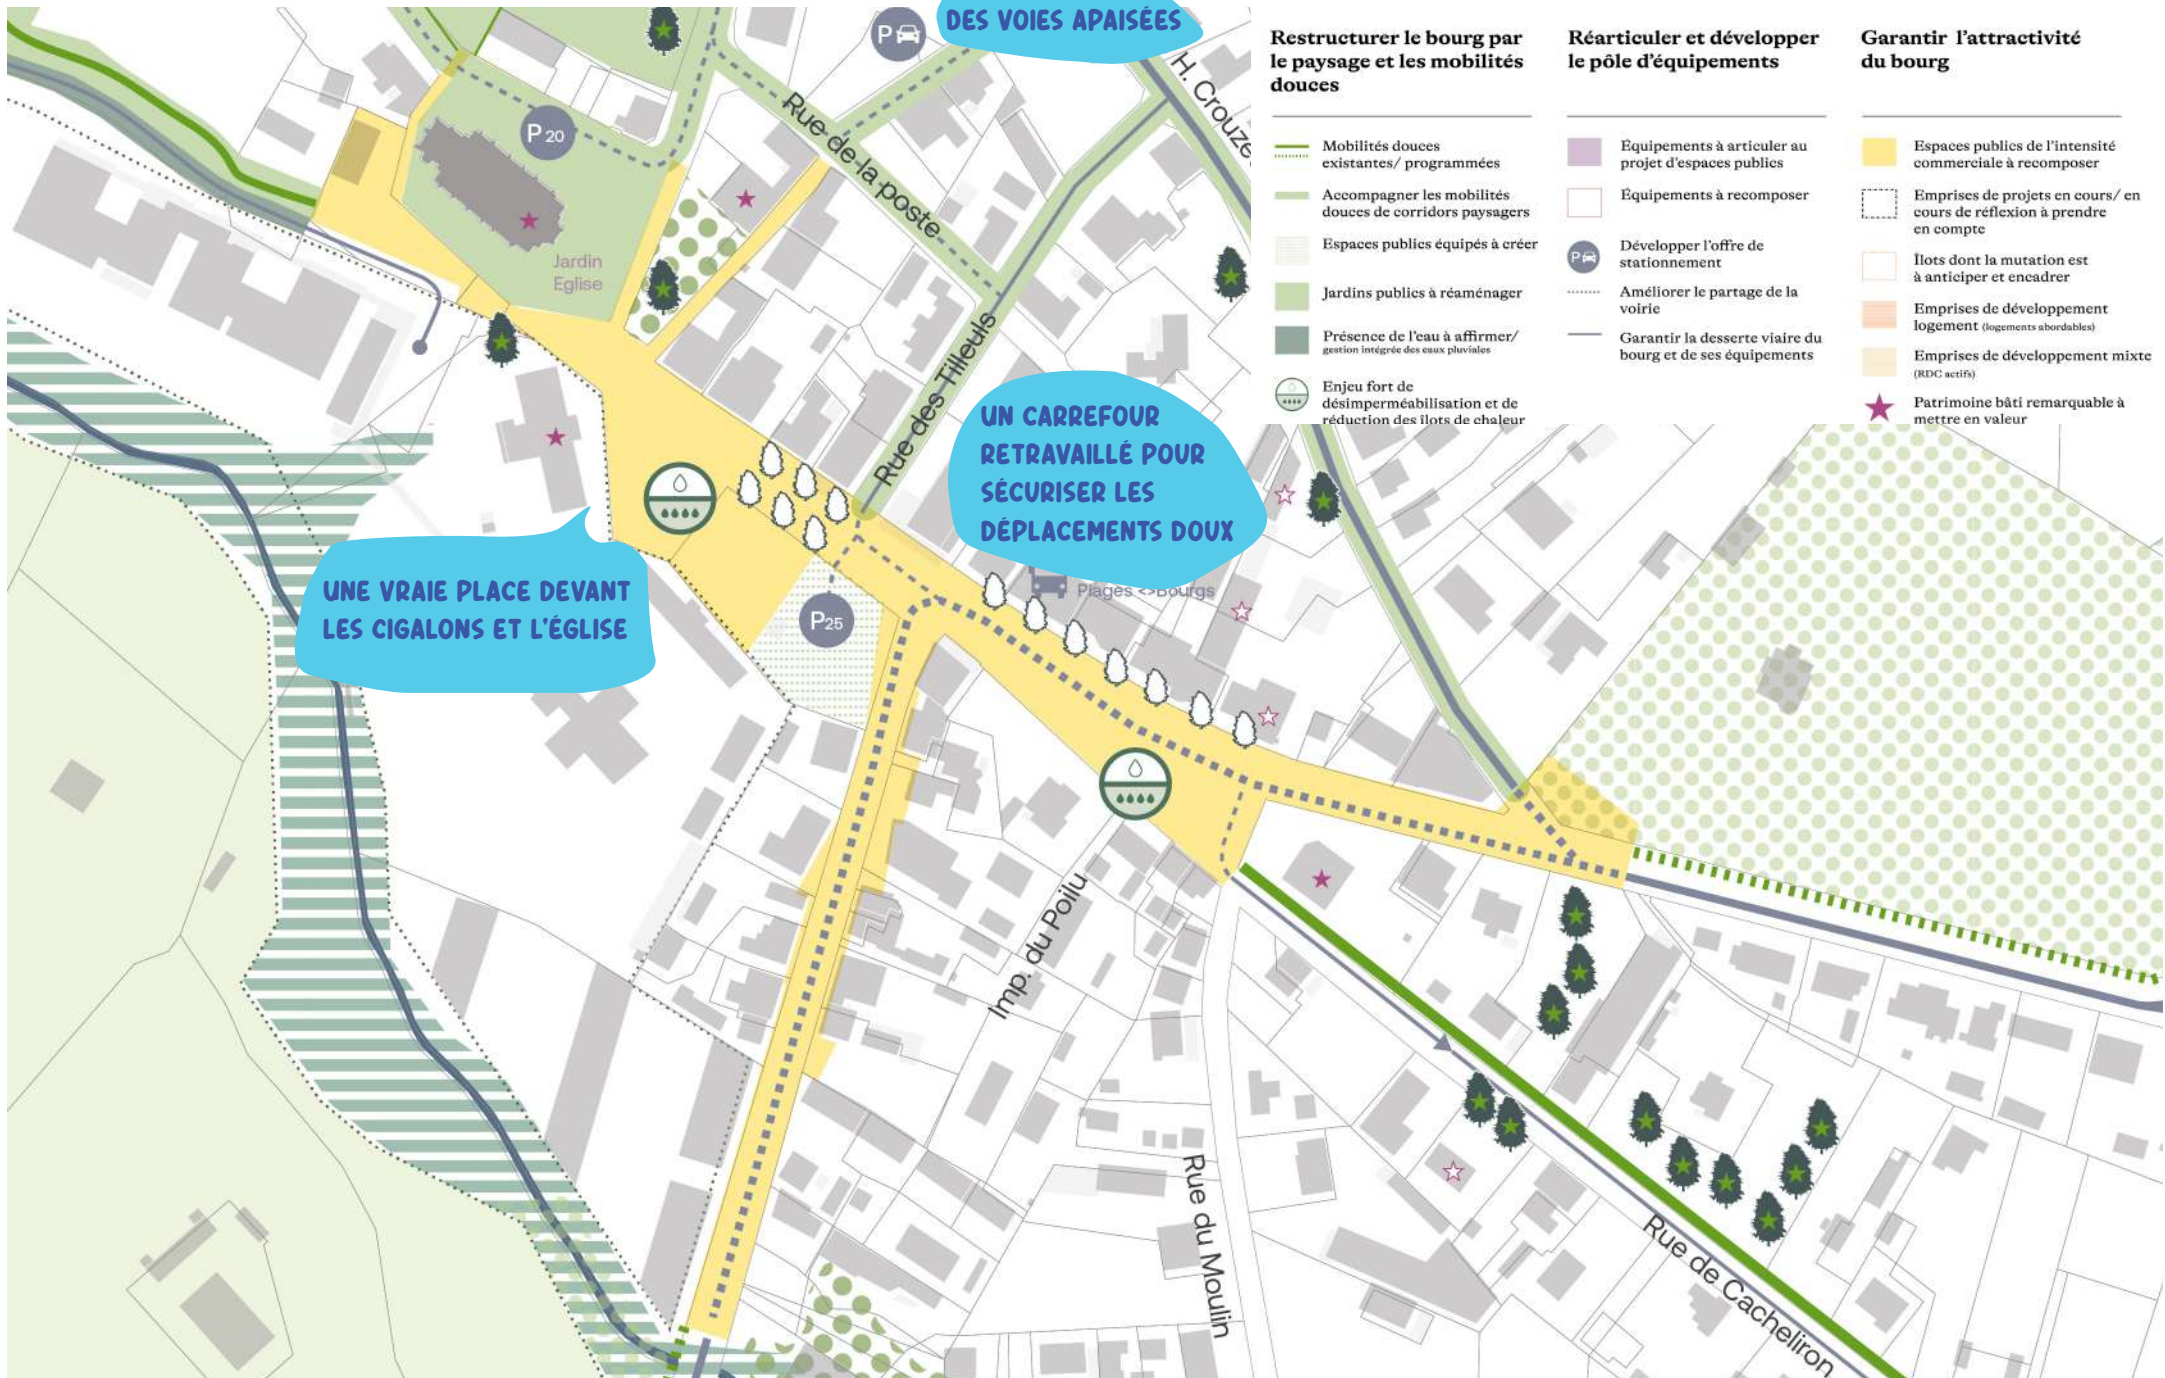 DES VOIES APAISÉES
P
P 20
H. Crouze
Rue de la poste
Jardin
Eglise
Rue des Tilleuls
UN CARREFOUR
RETRAVAILLÉ POUR
SÉCURISER LES
DÉPLACEMENTS DOUX
Plages <>Bourgs
UNE VRAIE PLACE DEVANT
LES CIGALONS ET L'ÉGLISE
P25
Imp. du Poilu
Rue du Moulin
Rue de Cacheliron
Restructurer le bourg par
le paysage et les mobilités
douces
Mobilités douces
existantes/ programmées
Accompagner les mobilités
douces de corridors paysagers
Espaces publics équipés à créer
Jardins publics à réaménager
Présence de l'eau à affirmer/
gestion intégrée des eaux pluviales
Enjeu fort de
désimperméabilisation et de
réduction des îlots de chaleur
Réarticuler et développer
le pôle d'équipements
Équipements à articuler au
projet d'espaces publics
Équipements à recomposer
P
Développer l'offre de
stationnement
Améliorer le partage de la
voirie
Garantir la desserte viaire du
bourg et de ses équipements
Garantir l'attractivité
du bourg
Espaces publics de l'intensité
commerciale à recomposer
Emprises de projets en cours/ en
cours de réflexion à prendre
en compte
Îlots dont la mutation est
à anticiper et encadrer
Emprises de développement
logement (logements abordables)
Emprises de développement mixte
(RDC actifs)
Patrimoine bâti remarquable à
mettre en valeur